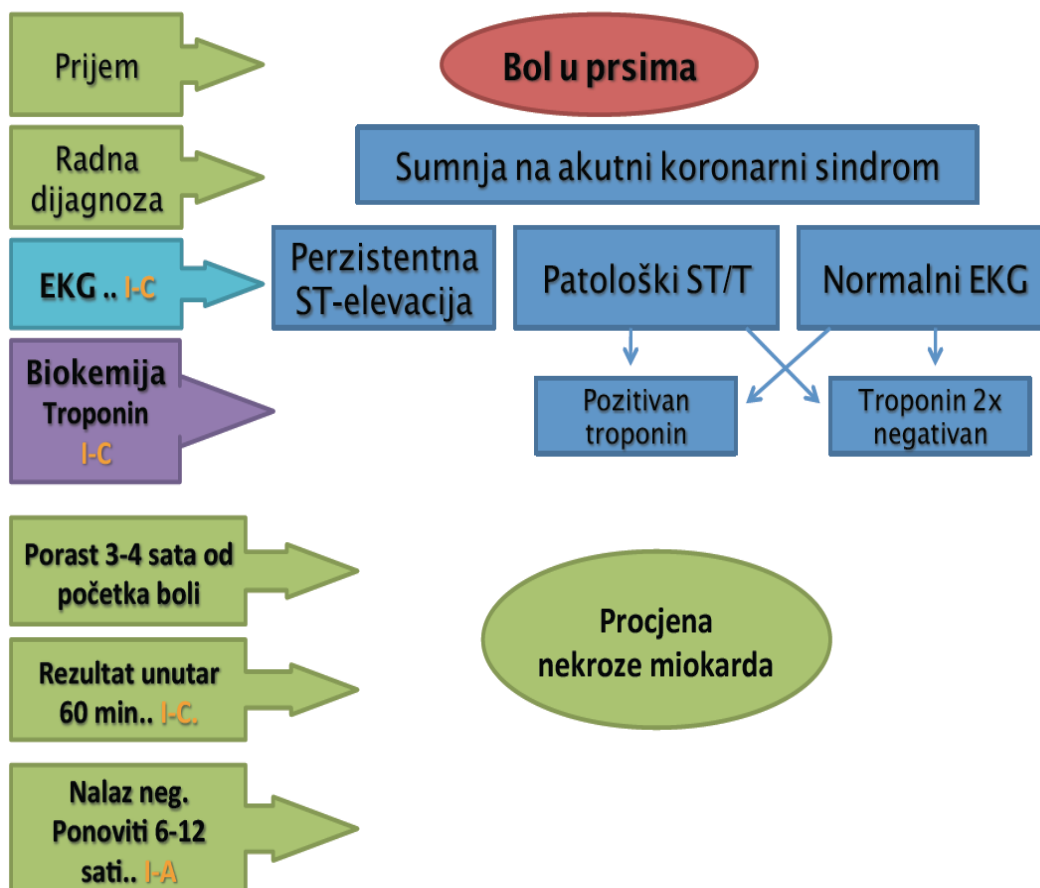 Prijem
Bol u prsima
Radna
dijagnoza
Sumnja na akutni koronarni sindrom
EKG .. I-C
Perzistentna
ST-elevacija
Patološki ST/T
Normalni EKG
Biokemija
Troponin
I-C
Pozitivan
troponin
Troponin 2x
negativan
Porast 3-4 sata od
početka boli
Procjena
nekroze miokarda
Rezultat unutar
60 min.. I-C.
Nalaz neg.
Ponoviti 6-12
sati.. I-A